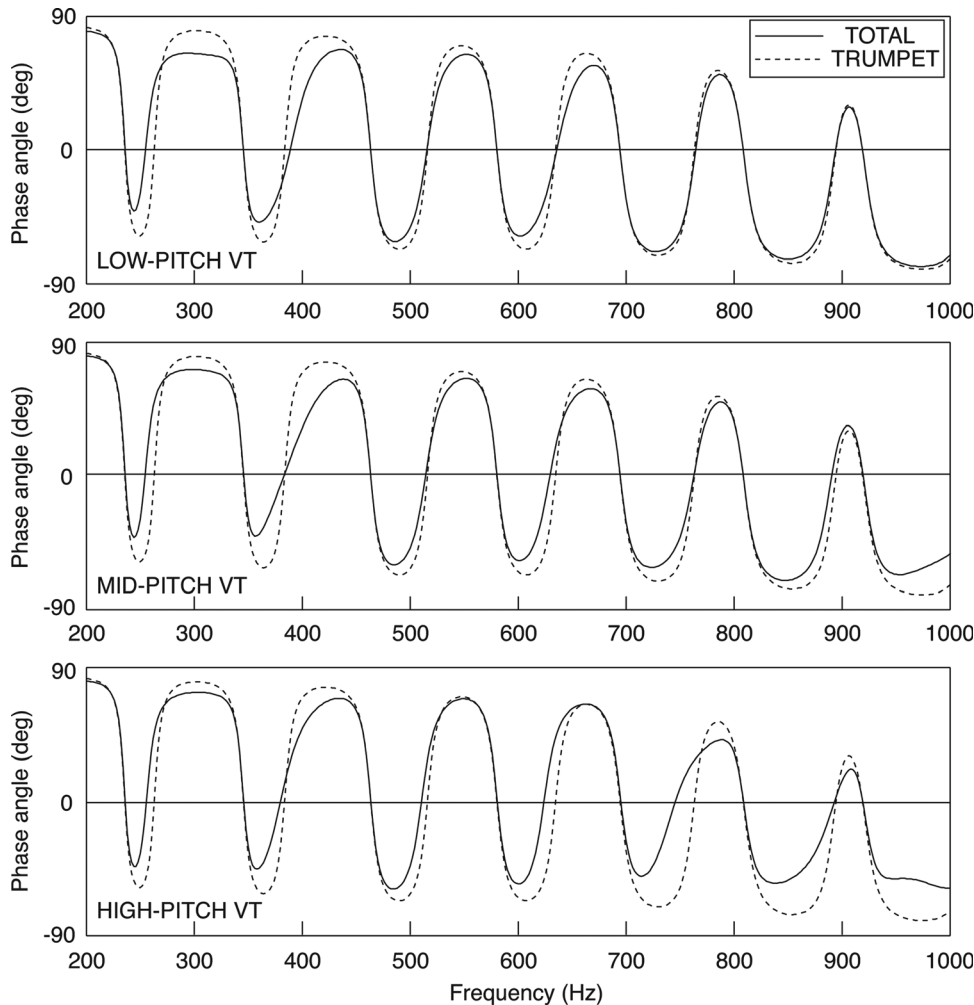 90
TOTAL
TRUMPET
Phase angle (deg)
0
LOW-PITCH VT
-90
200 300 400 500 600 700 800 900 1000
90
Phase angle (deg)
0
MID-PITCH VT
-90
200 300 400 500 600 700 800 900 1000
90
Phase angle (deg)
0
HIGH-PITCH VT
-90
200 300 400 500 600 700 800 900 1000
Frequency (Hz)